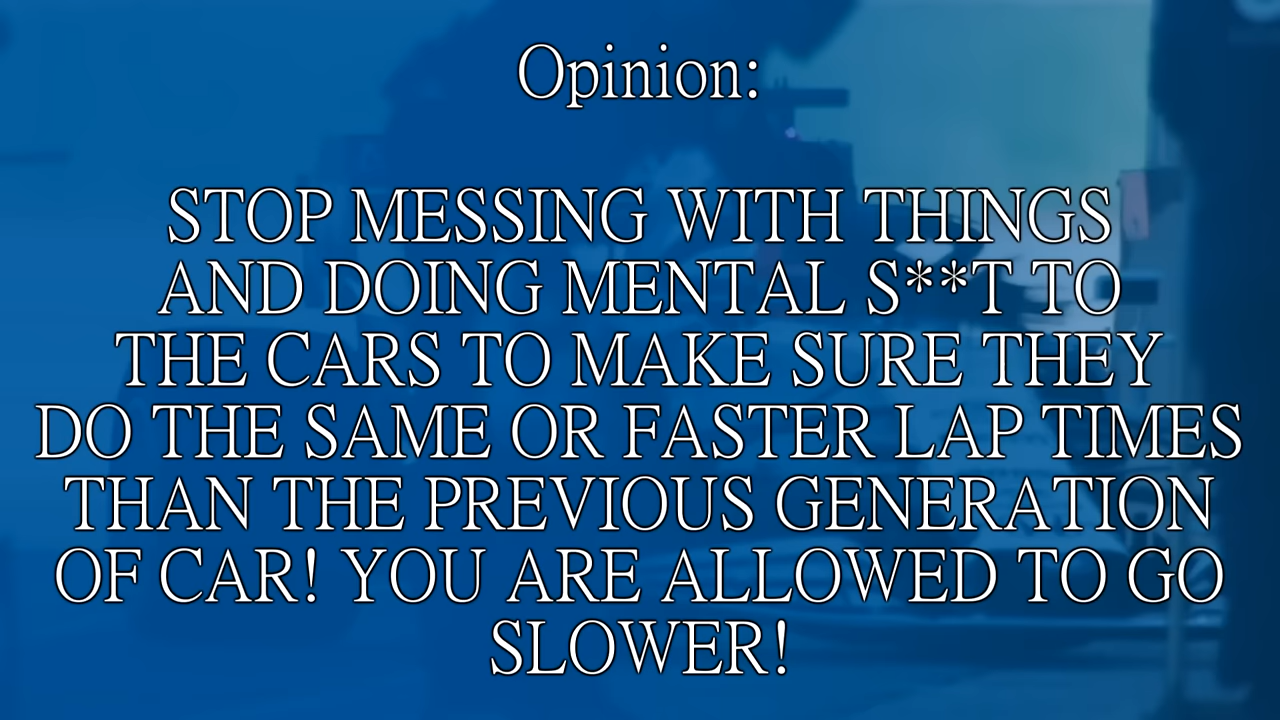 Opinion:
STOP MESSING WITH THINGS
AND DOING MENTAL S**T TO
THE CARS TO MAKE SURE THEY
DO THE SAME OR FASTER LAP TIMES
THAN THE PREVIOUS GENERATION
OF CAR! YOU ARE ALLOWED TO GO
SLOWER!